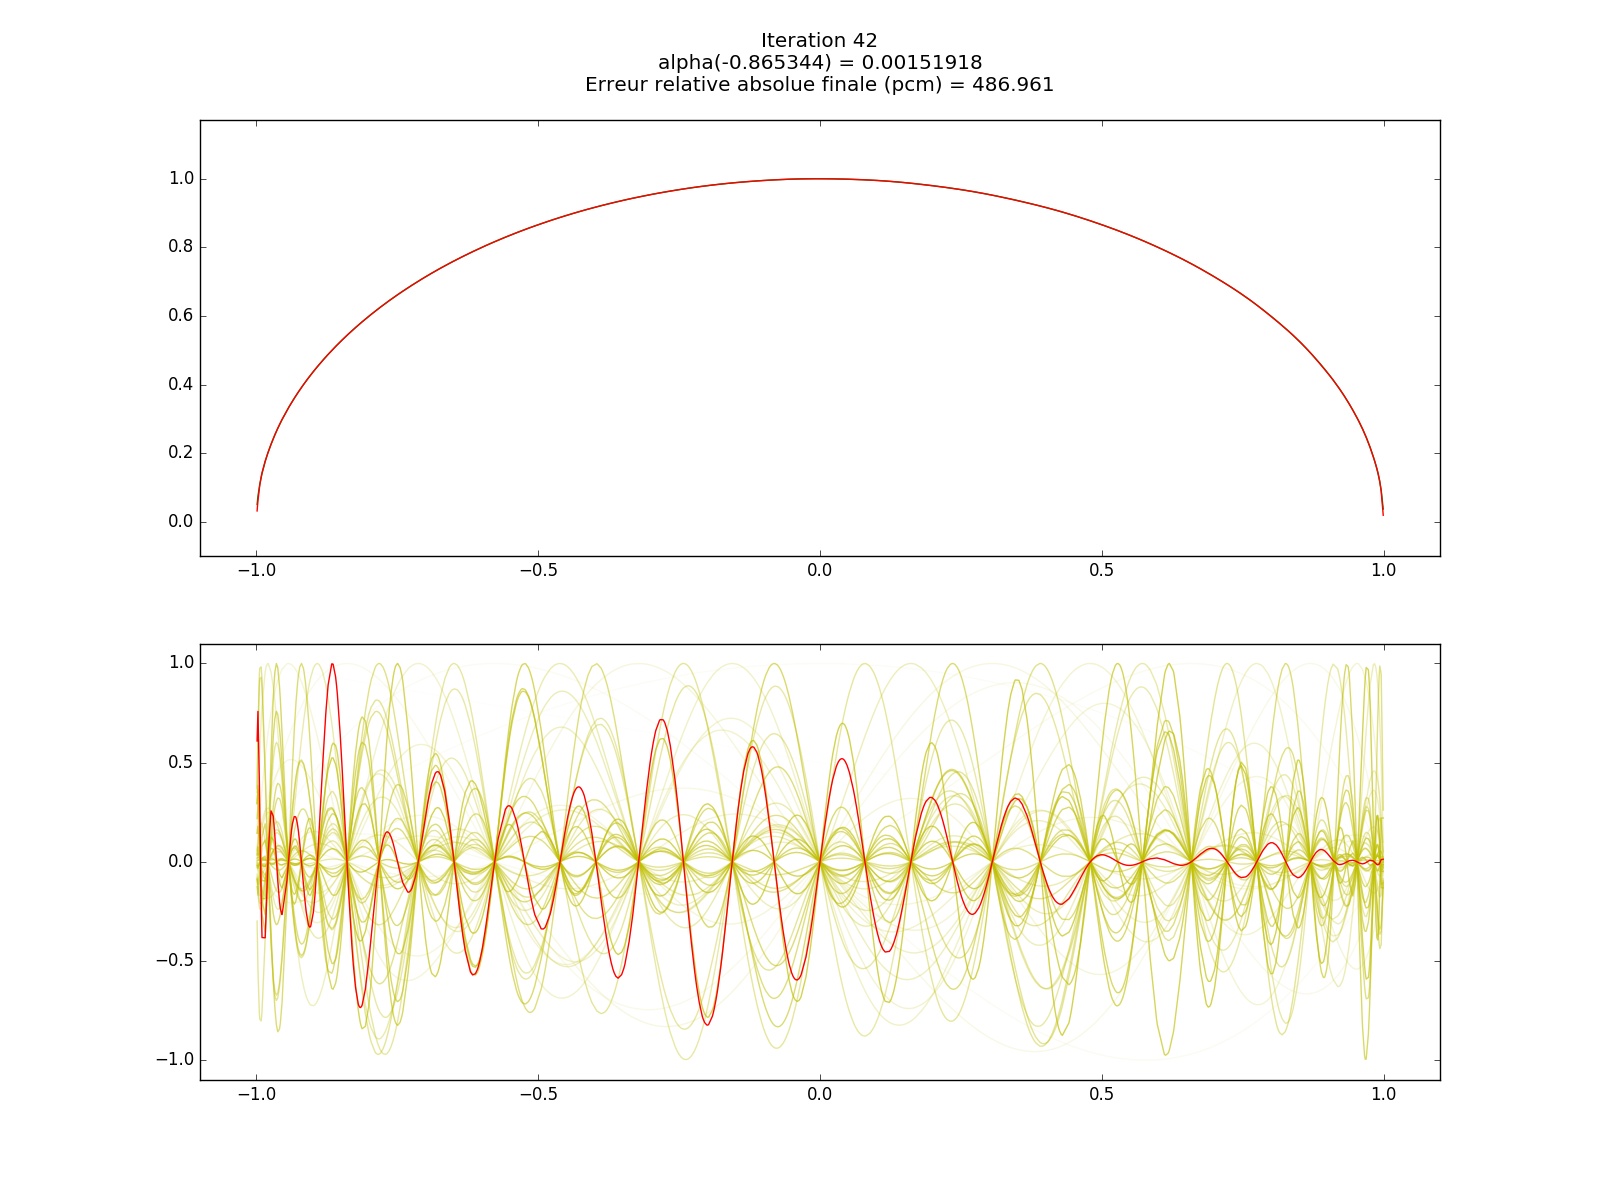 Iteration 42
alpha(-0.865344) = 0.00151918
Erreur relative absolue finale (pcm) = 486.961
1.0
0.8
0.6
0.4
0.2
0.0
−1.0 −0.5 0.0 0.5 1.0
1.0
0.5
0.0
−0.5
−1.0
−1.0 −0.5 0.0 0.5 1.0